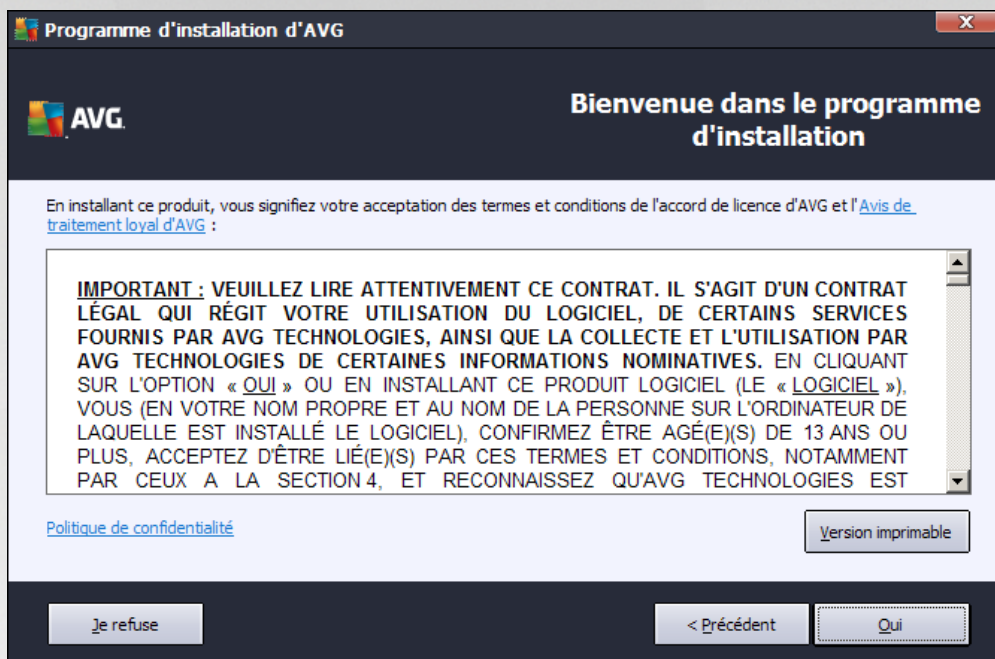 Programme d'installation d'AVG
AVG.
Bienvenue dans le programme
d'installation
En installant ce produit, vous signifiez votre acceptation des termes et conditions de l'accord de licence d'AVG et l'Avis de
traitement loyal d'AVG :
IMPORTANT : VEUILLEZ LIRE ATTENTIVEMENT CE CONTRAT. IL S'AGIT D'UN CONTRAT
LÉGAL QUI RÉGIT VOTRE UTILISATION DU LOGICIEL, DE CERTAINS SERVICES
FOURNIS PAR AVG TECHNOLOGIES, AINSI QUE LA COLLECTE ET L'UTILISATION PAR
AVG TECHNOLOGIES DE CERTAINES INFORMATIONS NOMINATIVES. EN CLIQUANT
SUR L'OPTION « OUI » OU EN INSTALLANT CE PRODUIT LOGICIEL (LE « LOGICIEL »),
VOUS (EN VOTRE NOM PROPRE ET AU NOM DE LA PERSONNE SUR L'ORDINATEUR DE
LAQUELLE EST INSTALLÉ LE LOGICIEL), CONFIRMEZ ÊTRE AGÉ(E)(S) DE 13 ANS OU
PLUS, ACCEPTEZ D'ÊTRE LIÉ(E)(S) PAR CES TERMES ET CONDITIONS, NOTAMMENT
PAR CEUX A LA SECTION 4, ET RECONNAISSEZ QU'AVG TECHNOLOGIES EST
Politique de confidentialité
Version imprimable
Je refuse
< Précédent
Oui